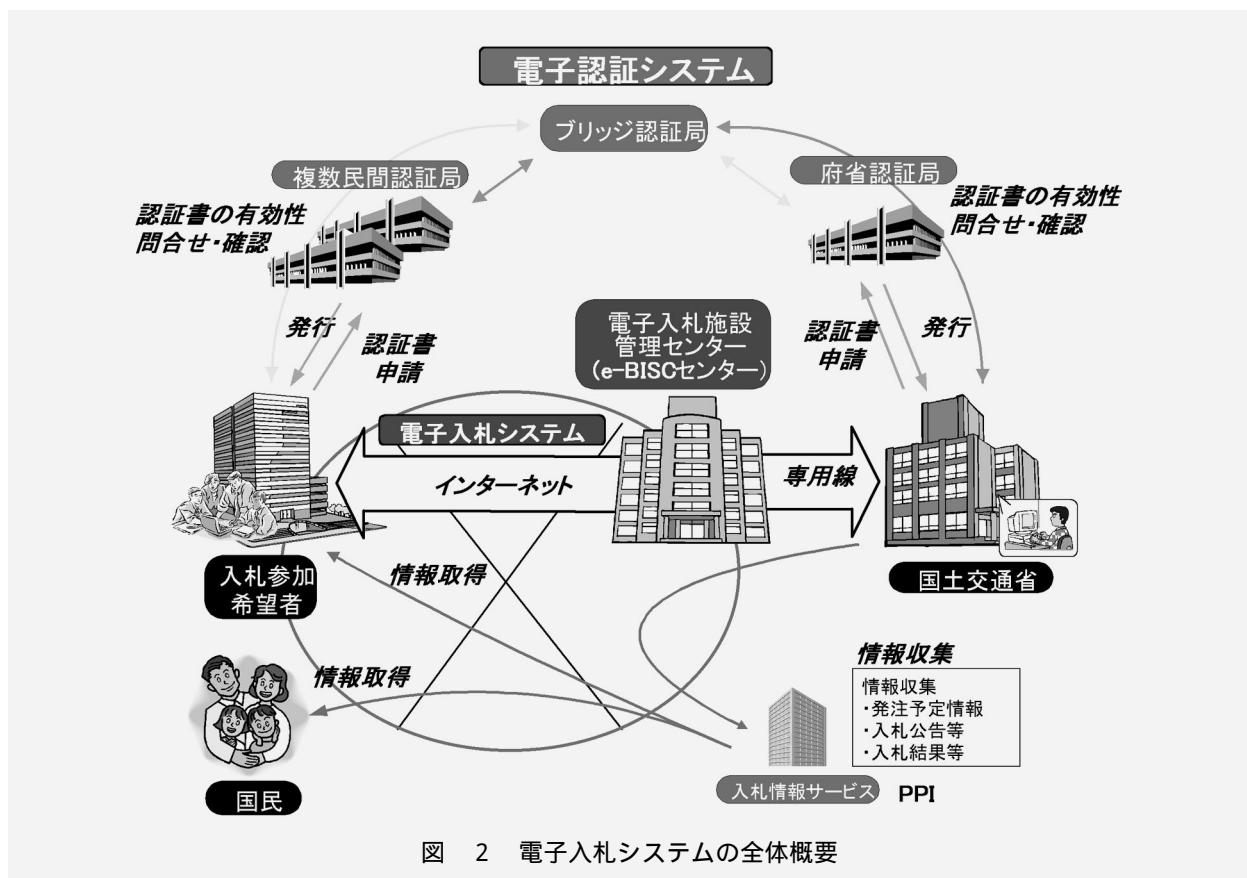 電子認証システム
ブリッジ認証局
複数民間認証局
府省認証局
認証書の有効性
問合せ・確認
認証書の有効性
問合せ・確認
発行
認証書
申請
電子入札施設
管理センター
(e-BISCセンター)
認証書
申請
発行
電子入札システム
インターネット
専用線
入札参加
希望者
情報取得
国土交通省
情報取得
国民
情報収集
情報収集
・発注予定情報
・入札公告等
・入札結果等
入札情報サービス PPI
図 2 電子入札システムの全体概要